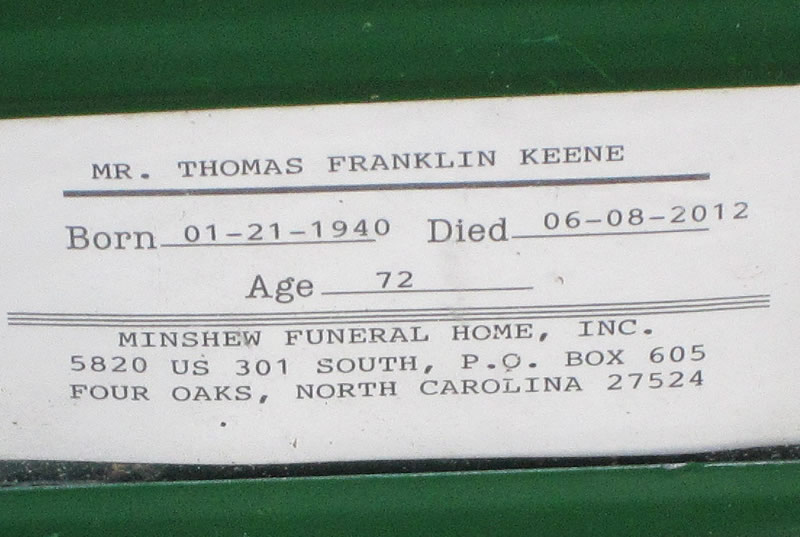 MR. THOMAS FRANKLIN KEENE
Born 01-21-1940 Died 06-08-2012
Age 72
MINSHEW FUNERAL HOME, INC.
5820 US 301 SOUTH, P.O. BOX 605
FOUR OAKS, NORTH CAROLINA 27524